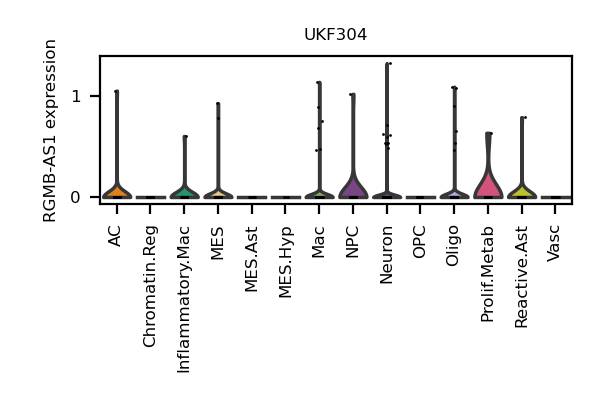 UKF304
RGMB-AS1 expression
1
0
AC
Chromatin.Reg
Inflammatory.Mac
MES
MES.Ast
MES.Hyp
Mac
NPC
Neuron
OPC
Oligo
Prolif.Metab
Reactive.Ast
Vasc